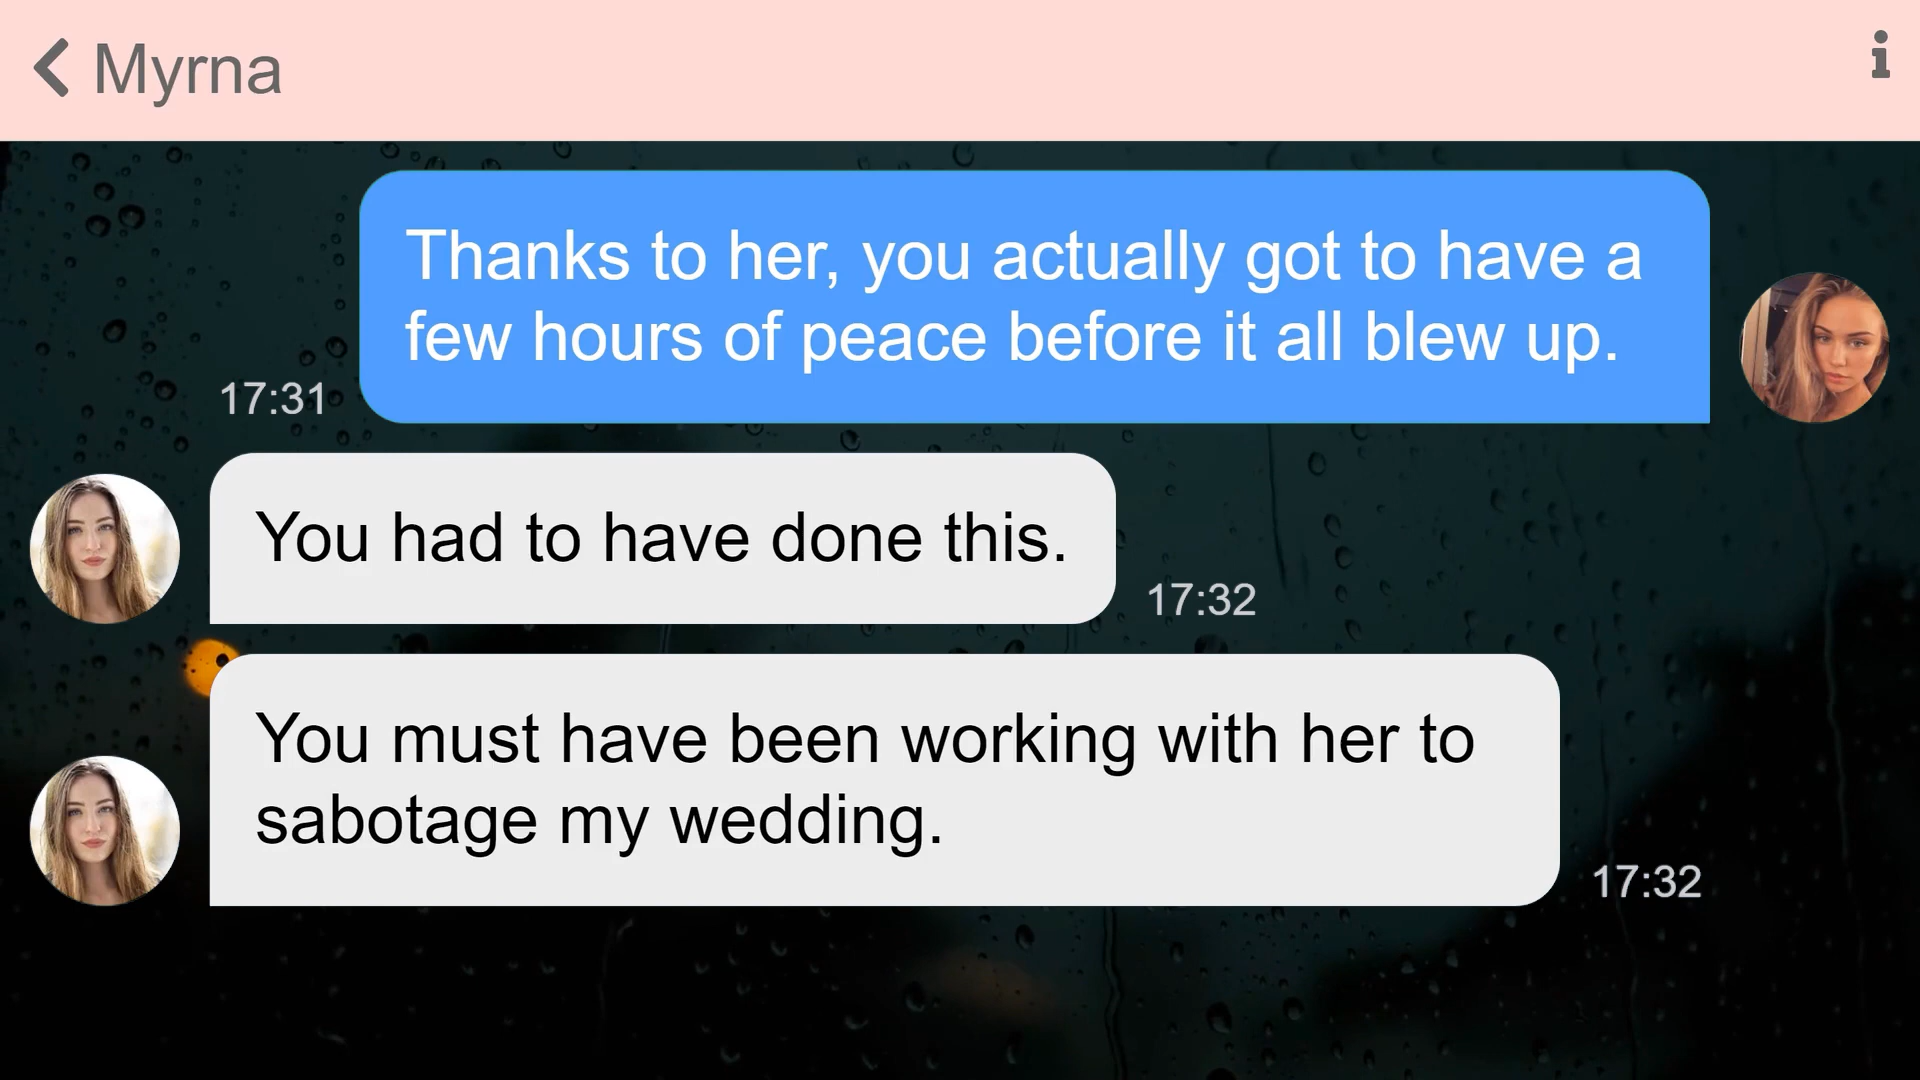 Myrna
Thanks to her, you actually got to have a
few hours of peace before it all blew up.
17:31
You had to have done this.
17:32
You must have been working with her to
sabotage my wedding.
17:32